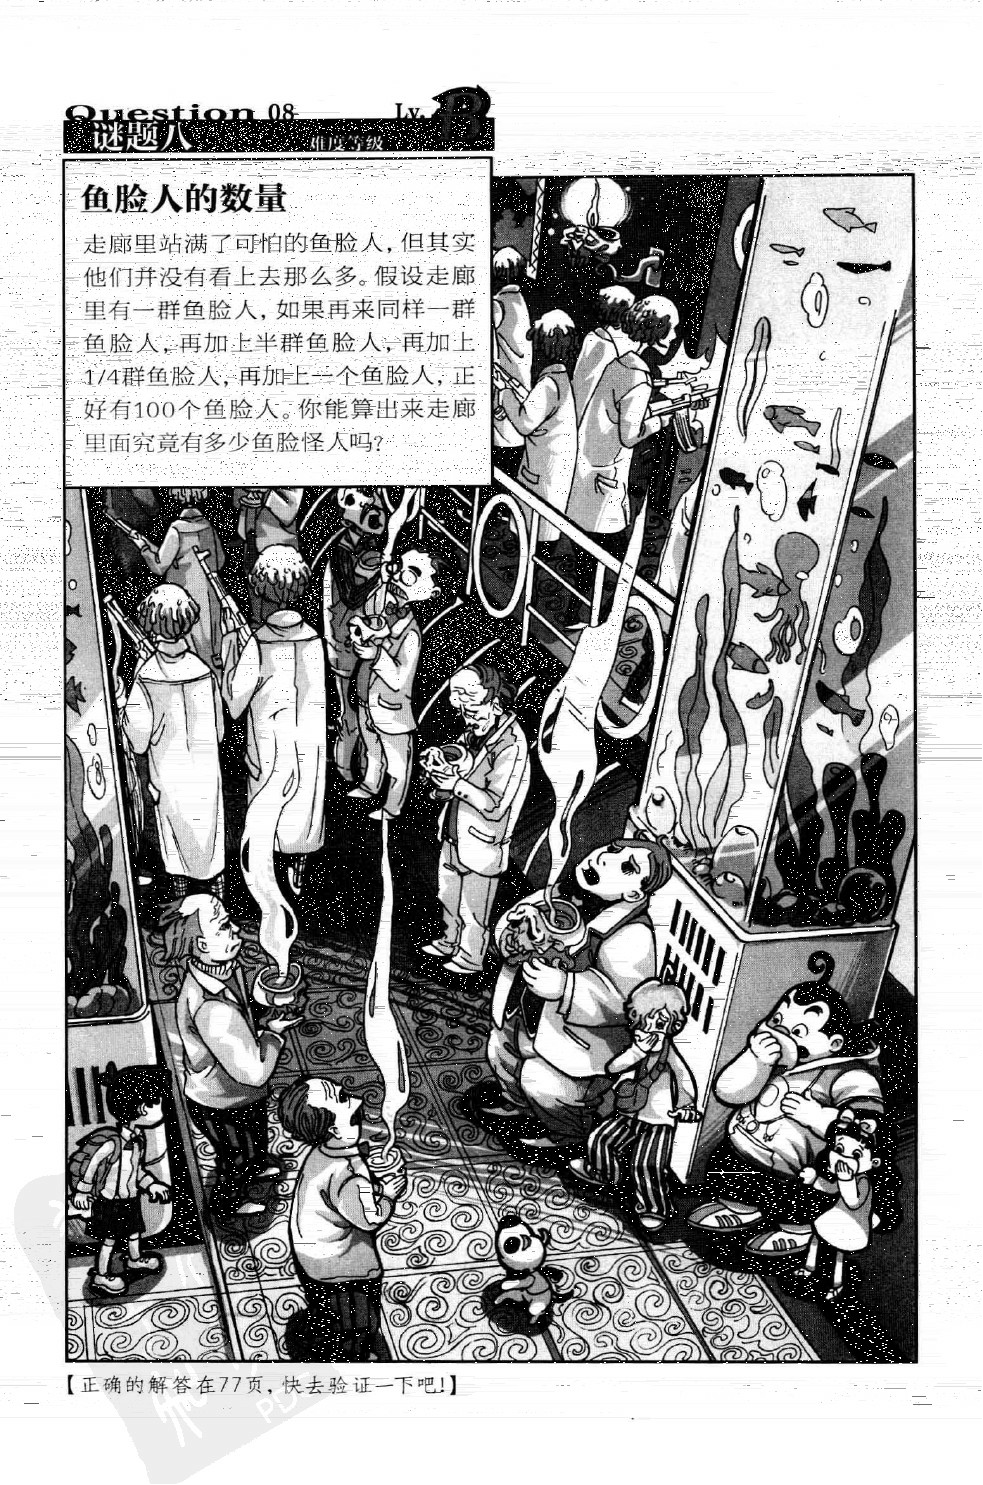 Question 08
Lv. B
谜题八
难度等级
鱼脸人的数量
走廊里站满了可怕的鱼脸人，但其实
他们并没有看上去那么多。假设走廊
里有一群鱼脸人，如果再来同样一群
鱼脸人，再加上半群鱼脸人，再加上
1/4群鱼脸人，再加上一个鱼脸人，正
好有100个鱼脸人。你能算出来走廊
里面究竟有多少鱼脸怪人吗？
【正确的解答在77页，快去验证一下吧！】